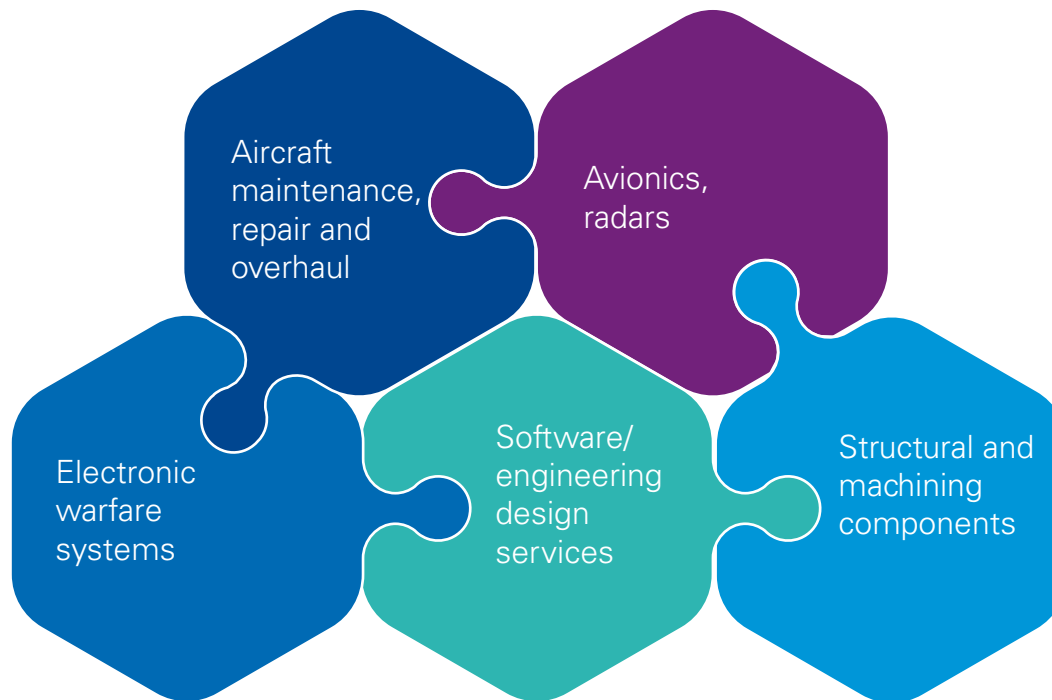 Aircraft
maintenance,
repair and
overhaul
Avionics,
radars
Electronic
warfare
systems
Software/
engineering
design
services
Structural and
machining
components